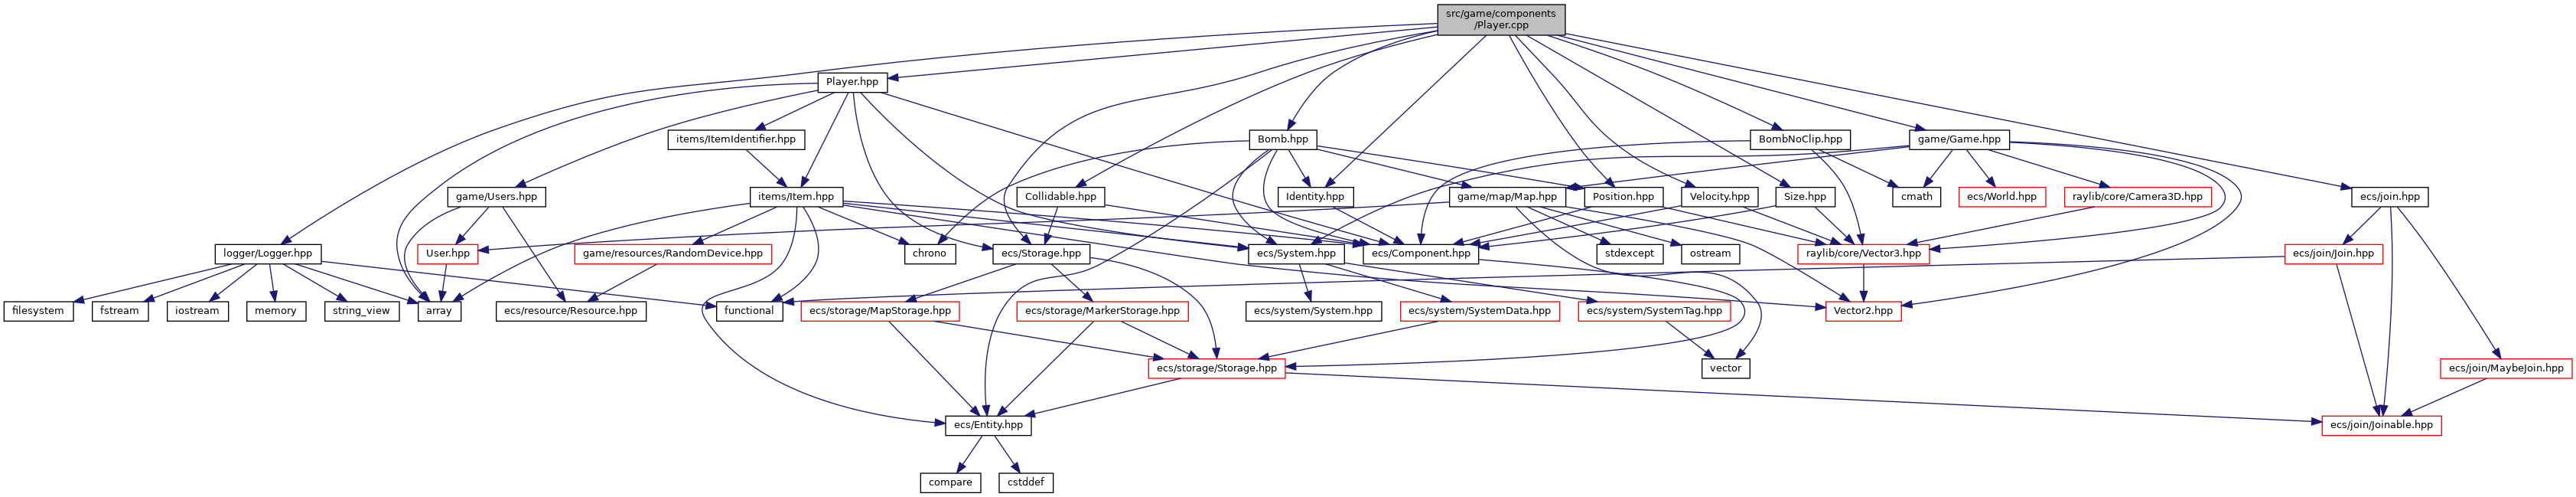 src/game/components
/Player.cpp
Player.hpp
items/ItemIdentifier.hpp
Bomb.hpp
BombNoClip.hpp
game/Game.hpp
game/Users.hpp
items/Item.hpp
Collidable.hpp
Identity.hpp
game/map/Map.hpp
Position.hpp
Velocity.hpp
Size.hpp
cmath
ecs/World.hpp
raylib/core/Camera3D.hpp
ecs/join.hpp
logger/Logger.hpp
User.hpp
game/resources/RandomDevice.hpp
chrono
ecs/Storage.hpp
ecs/System.hpp
ecs/Component.hpp
stdexcept
ostream
raylib/core/Vector3.hpp
ecs/join/Join.hpp
filesystem
fstream
iostream
memory
string_view
array
ecs/resource/Resource.hpp
functional
ecs/storage/MapStorage.hpp
ecs/storage/MarkerStorage.hpp
ecs/system/System.hpp
ecs/system/SystemData.hpp
ecs/system/SystemTag.hpp
Vector2.hpp
ecs/storage/Storage.hpp
vector
ecs/join/MaybeJoin.hpp
ecs/Entity.hpp
ecs/join/Joinable.hpp
compare
cstddef